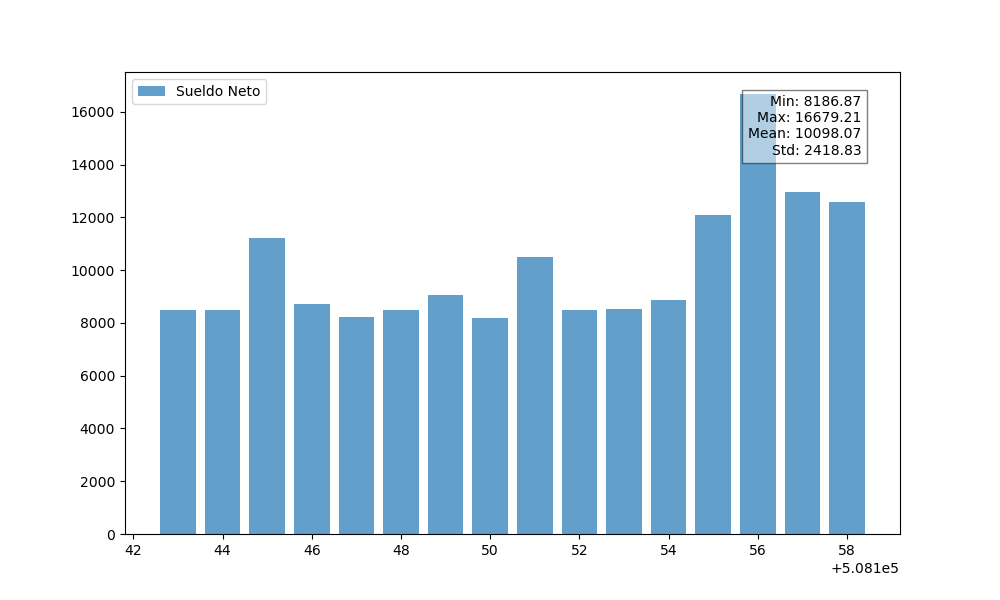 Sueldo Neto
Min: 8186.87
Max: 16679.21
Mean: 10098.07
Std: 2418.83
16000
14000
12000
10000
8000
6000
4000
2000
0
42 44 46 48 50 52 54 56 58
+5.081e5